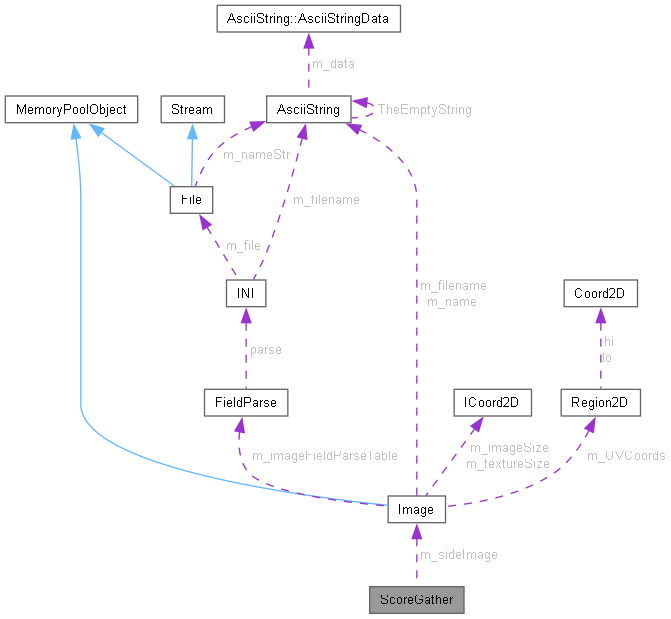 AsciiString::AsciiStringData
m_data
MemoryPoolObject
Stream
AsciiString
TheEmptyString
m_nameStr
File
m_filename
m_file
INI
m_filename
m_name
Coord2D
parse
hi
lo
FieldParse
ICoord2D
Region2D
m_imageFieldParseTable
m_imageSize
m_textureSize
m_UVCoords
Image
m_sideImage
ScoreGather